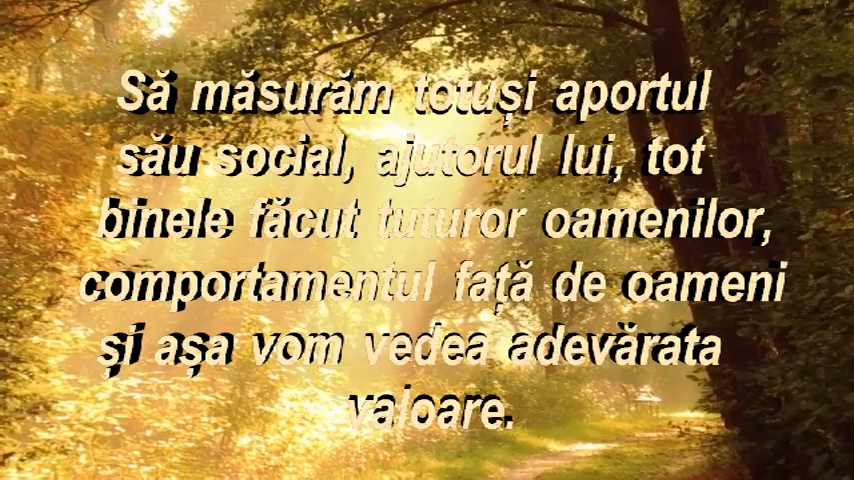 Să măsurăm totuși aportul
său social, ajutorul lui, tot
binele făcut tuturor oamenilor,
comportamentul față de oameni
și așa vom vedea adevărata
valoare.